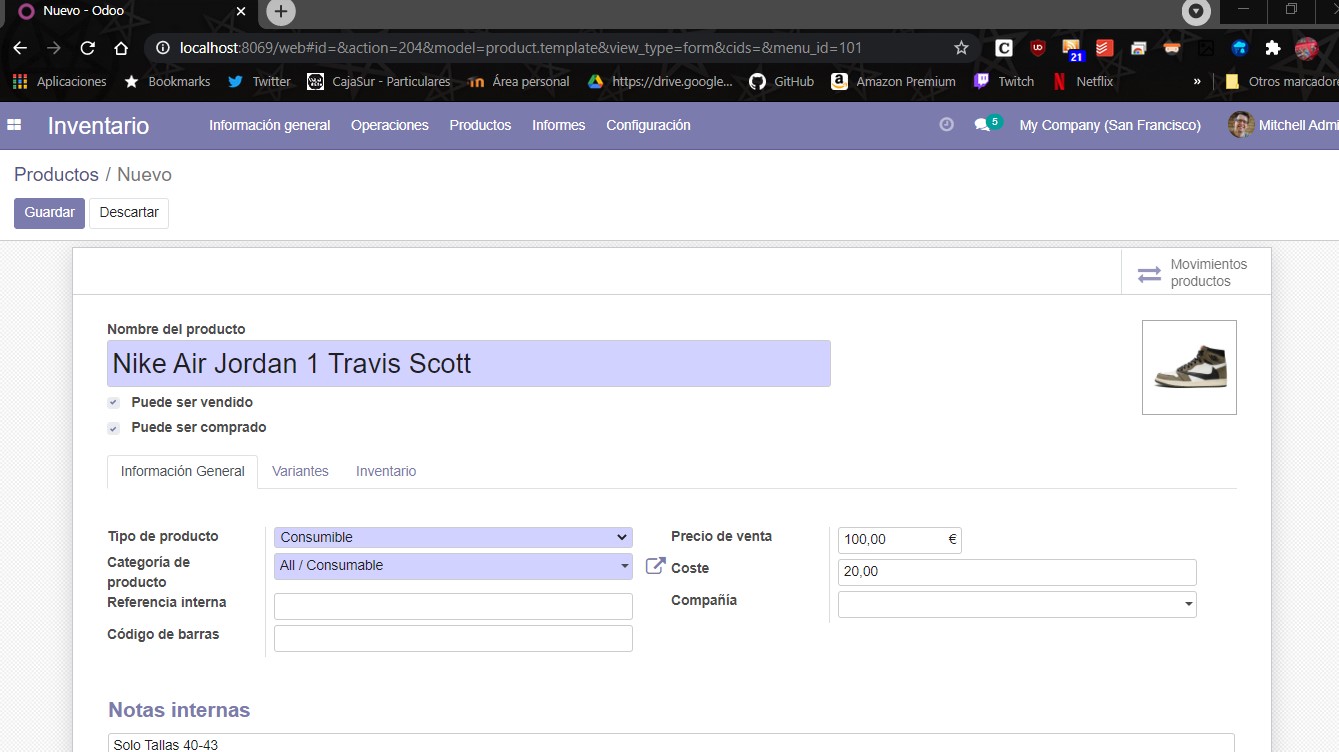 Nuevo - Odoo
localhost:8069/web#id=&action=204&model=product.template&view_type=form&cids=&menu_id=101
21
Aplicaciones Bookmarks Twitter CajaSur - Particulares Área personal https://drive.google... GitHub Amazon Premium Twitch Netflix » Otros marcadore
Inventario Información general Operaciones Productos Informes Configuración 5 My Company (San Francisco) Mitchell Admi
Productos / Nuevo
Guardar Descartar
Movimientos
productos
Nombre del producto
Nike Air Jordan 1 Travis Scott
Puede ser vendido
Puede ser comprado
Información General Variantes Inventario
Tipo de producto Consumible Precio de venta 100,00 €
Categoría de
producto
All / Consumable Coste 20,00
Referencia interna Compañía
Código de barras
Notas internas
Solo Tallas 40-43